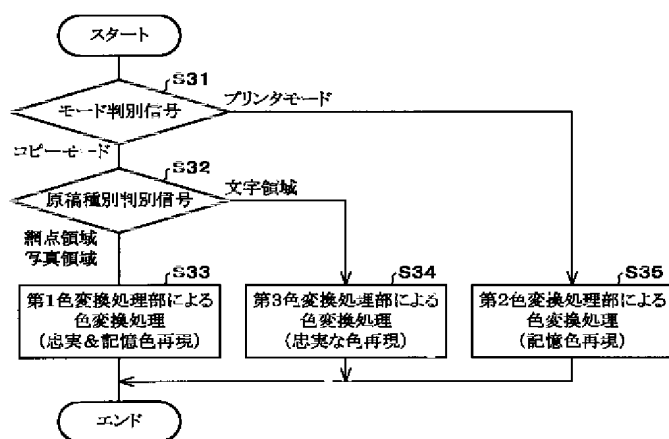 スタート
S31
モード判別信号
プリンタモード
コピーモード
S32
原稿種別判別信号
文字領域
網点領域
写真領域
S33
第1色変換処理部による
色変換処理
(忠実&記憶色再現)
S34
第3色変換処理部による
色変換処理
(忠実な色再現)
S35
第2色変換処理部による
色変換処理
(記憶色再現)
エンド